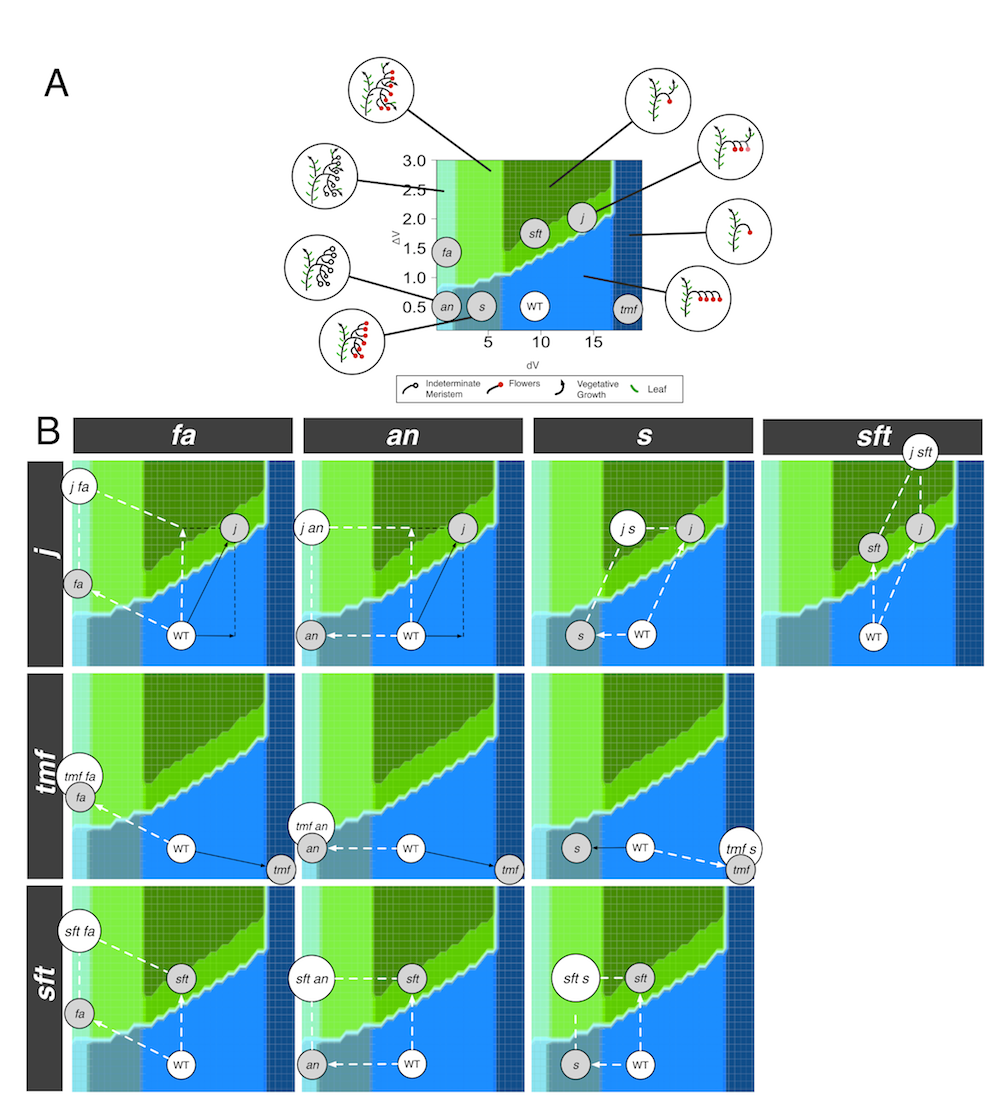 A
3.0
2.5
2.0
1.5
1.0
0.5
ΔV
fa
sft
j
an
s
WT
tmf
5
10
15
dV
Indeterminate
Meristem
Flowers
Vegetative
Growth
Leaf
B
fa
an
s
sft
j
j fa
j
fa
WT
j an
j
an
WT
j s
j
s
WT
j sft
j
sft
WT
tmf
tmf fa
fa
WT
tmf
tmf an
an
WT
tmf
s
WT
tmf s
tmf
sft
sft fa
sft
fa
WT
sft an
sft
an
WT
sft s
sft
s
WT